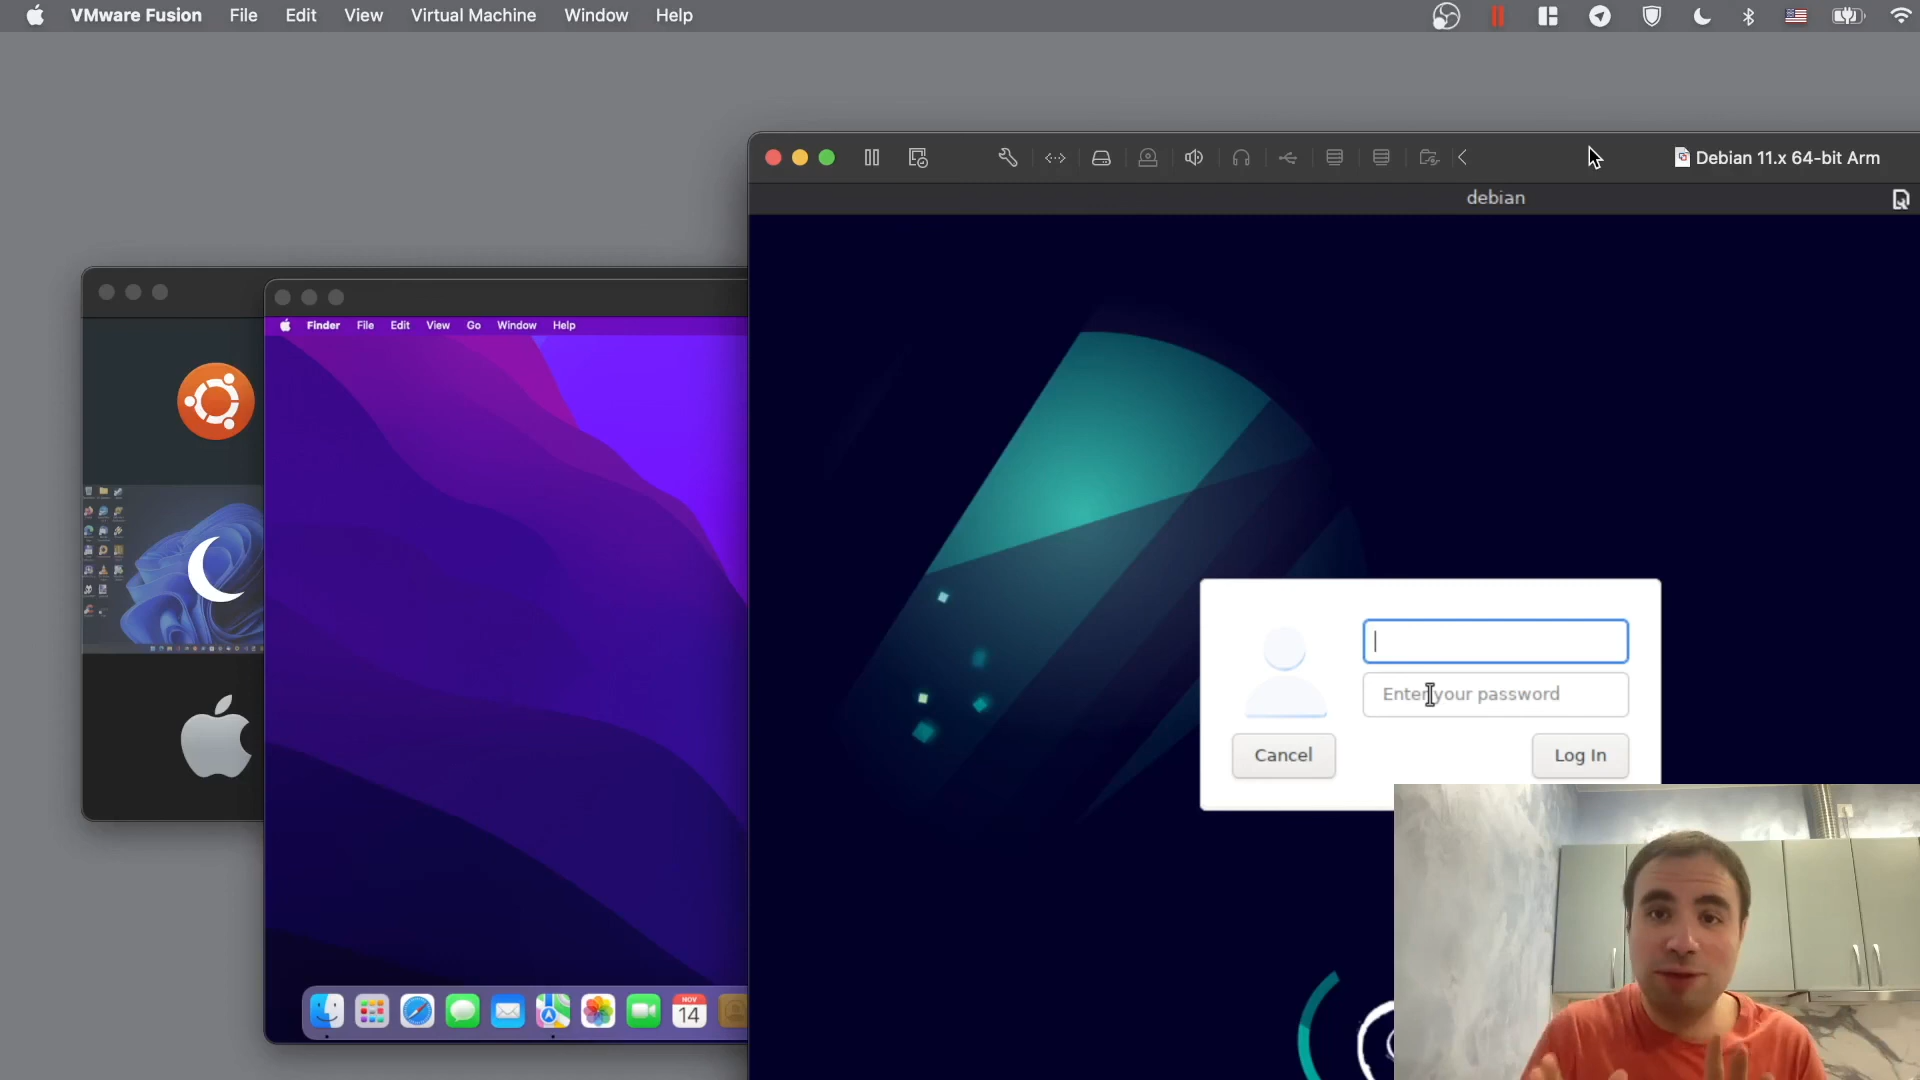 VMware Fusion File Edit View Virtual Machine Window Help
Debian 11.x 64-bit Arm
debian
Finder File Edit View Go Window Help
Enter your password
Cancel Log In
NOV
14